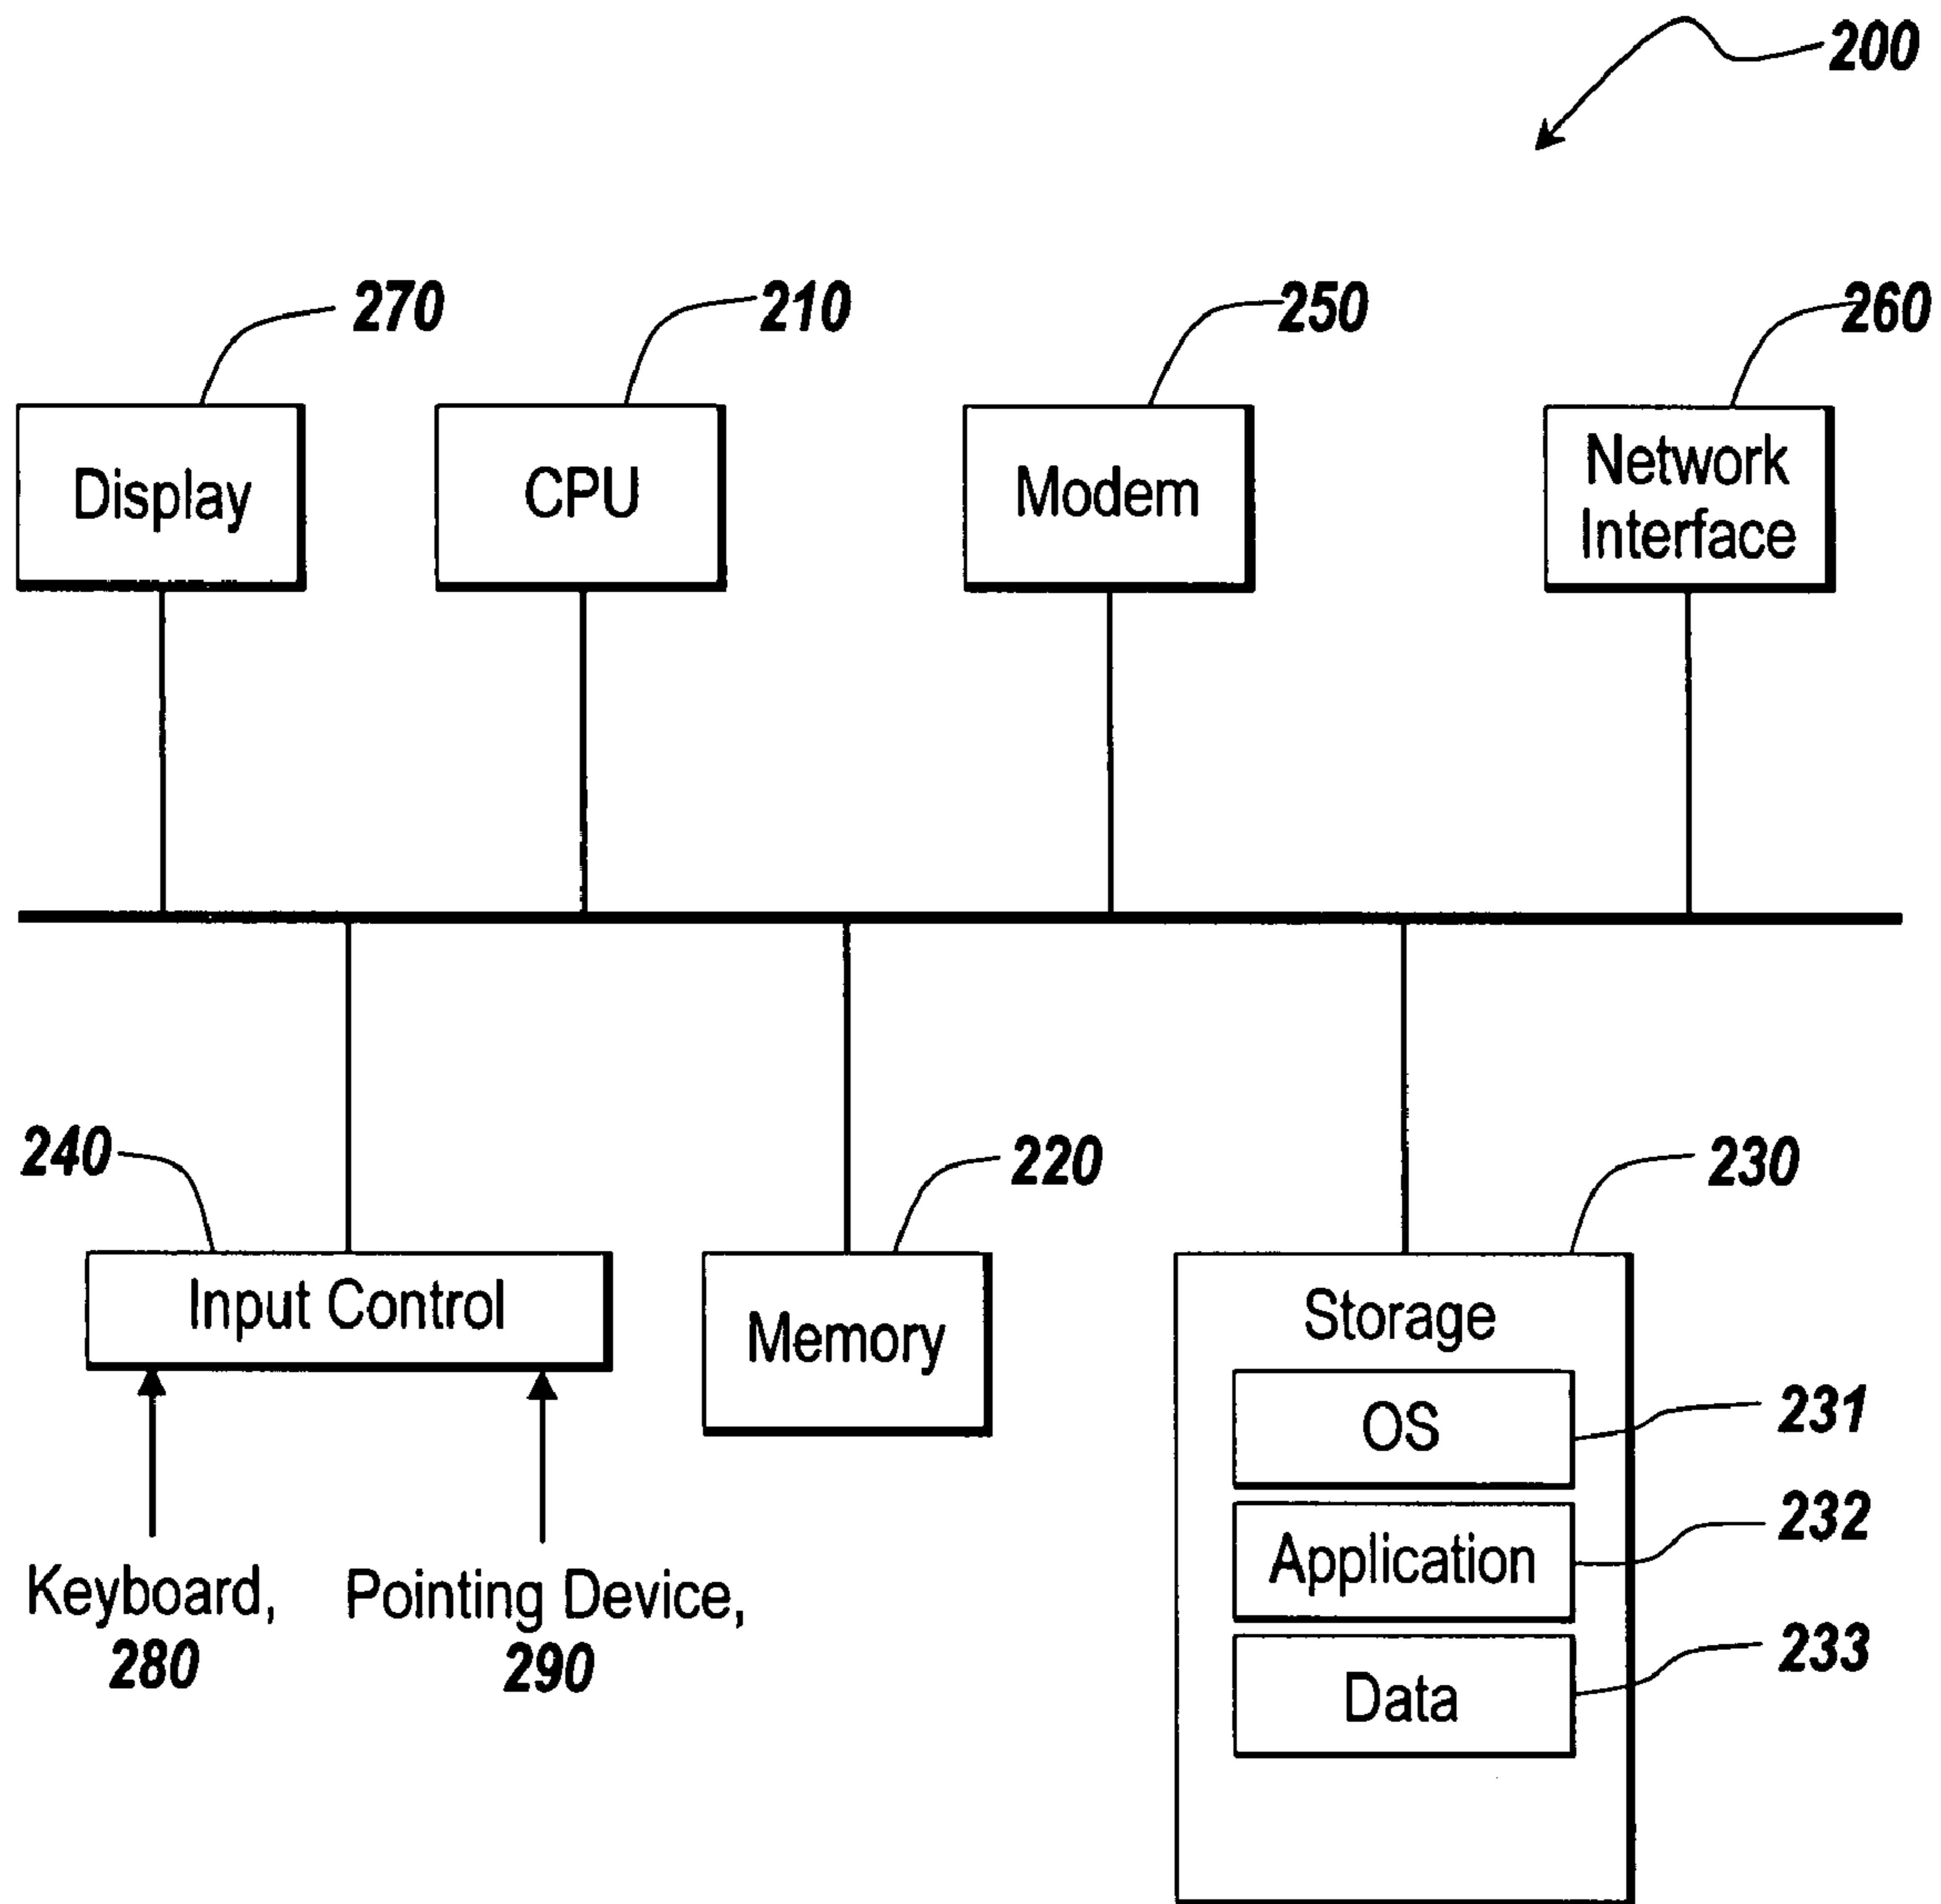 200
270
210
250
260
Display
CPU
Modem
Network
Interface
240
220
230
Input Control
Memory
Storage
OS
231
Application
232
Data
233
Keyboard,
280
Pointing Device,
290